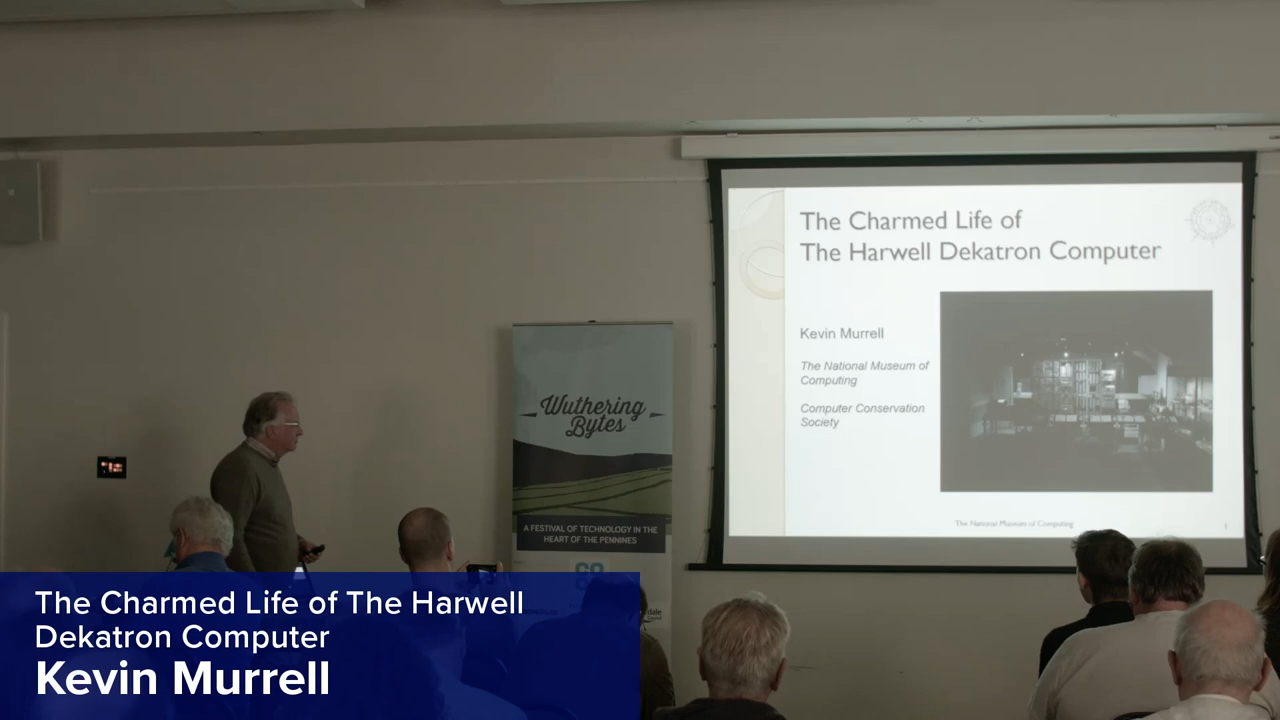 The Charmed Life of
The Harwell Dekatron Computer
Kevin Murrell
The National Museum of
Computing
Computer Conservation
Society
The National Museum of Computing
Wuthering
Bytes
A FESTIVAL OF TECHNOLOGY IN THE
HEART OF THE PENNINES
The Charmed Life of The Harwell
Dekatron Computer
Kevin Murrell